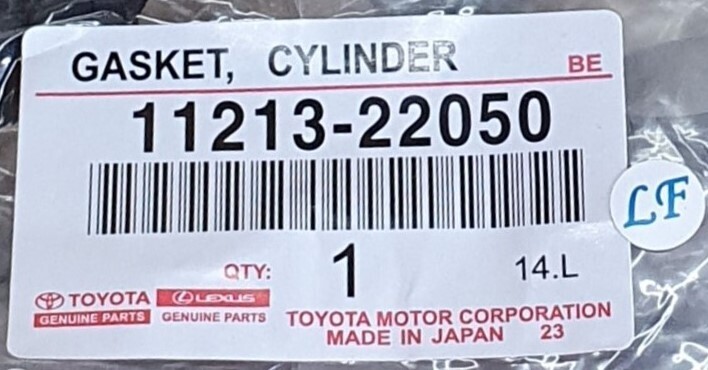 GASKET, CYLINDER
BE
11213-22050
LF
QTY: 1 14.L
TOYOTA LEXUS
GENUINE PARTS GENUINE PARTS
TOYOTA MOTOR CORPORATION
MADE IN JAPAN 23